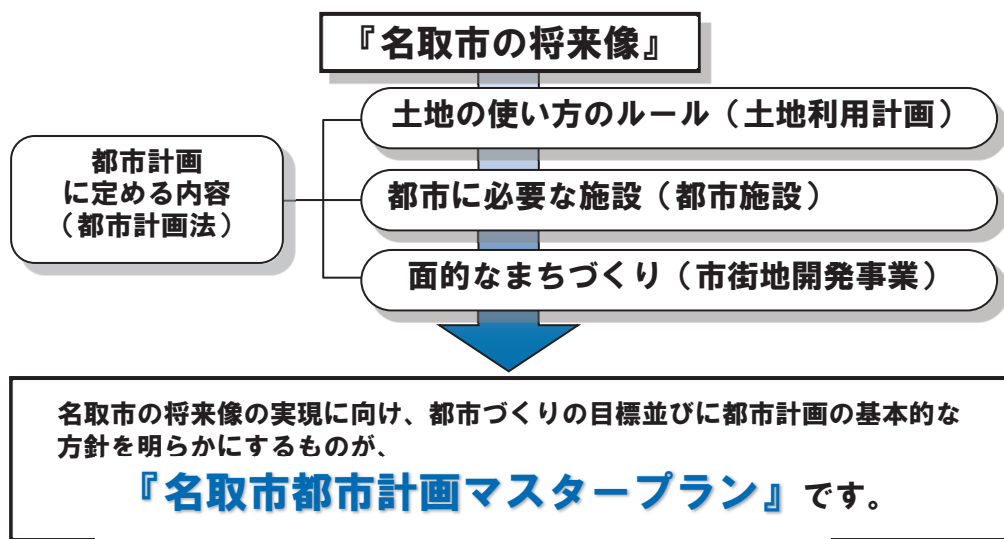 『名取市の将来像』
土地の使い方のルール（土地利用計画）
都市計画
に定める内容
（都市計画法）
都市に必要な施設（都市施設）
面的なまちづくり（市街地開発事業）
名取市の将来像の実現に向け、都市づくりの目標並びに都市計画の基本的な
方針を明らかにするものが、
『名取市都市計画マスタープラン』です。